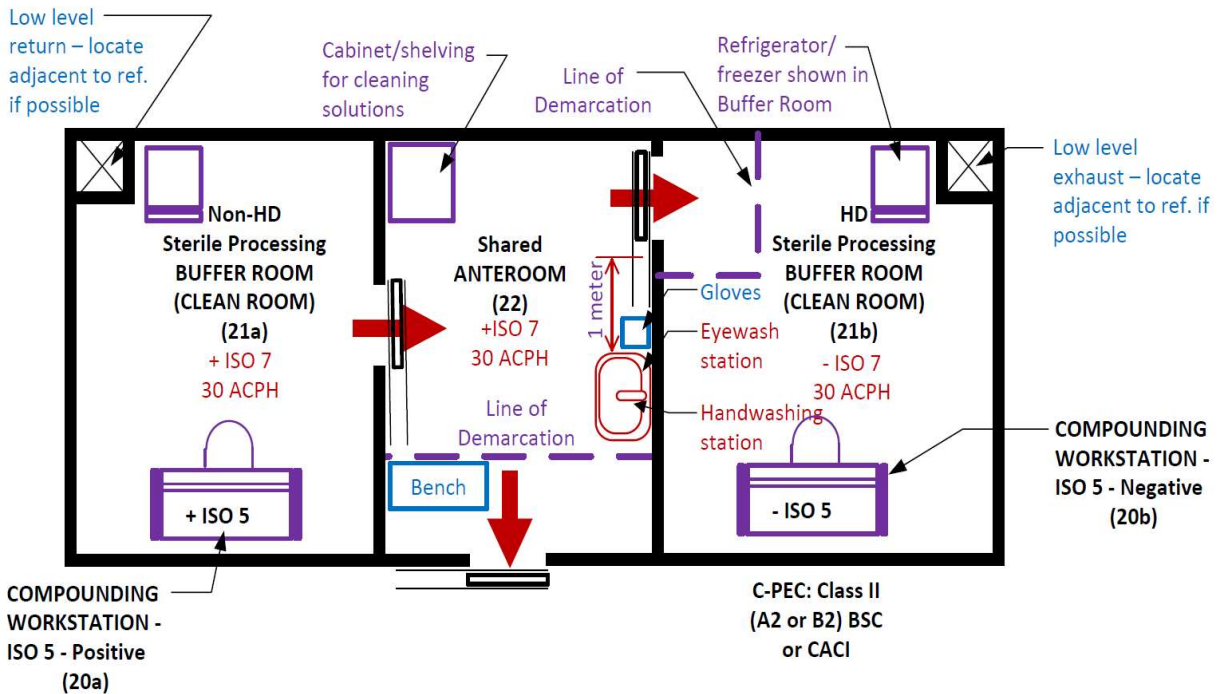 Low level
return – locate
adjacent to ref.
if possible
Cabinet/shelving
for cleaning
solutions
Line of
Demarcation
Refrigerator/
freezer shown in
Buffer Room
Low level
exhaust – locate
adjacent to ref. if
possible
Non-HD
Sterile Processing
BUFFER ROOM
(CLEAN ROOM)
(21a)
+ ISO 7
30 ACPH
Shared
ANTEROOM
(22)
+ISO 7
30 ACPH
1 meter
Gloves
Eyewash
station
Handwashing
station
HD
Sterile Processing
BUFFER ROOM
(CLEAN ROOM)
(21b)
- ISO 7
30 ACPH
Line of
Demarcation
Bench
+ ISO 5
- ISO 5
COMPOUNDING
WORKSTATION -
ISO 5 - Negative
(20b)
COMPOUNDING
WORKSTATION -
ISO 5 - Positive
(20a)
C-PEC: Class II
(A2 or B2) BSC
or CACI